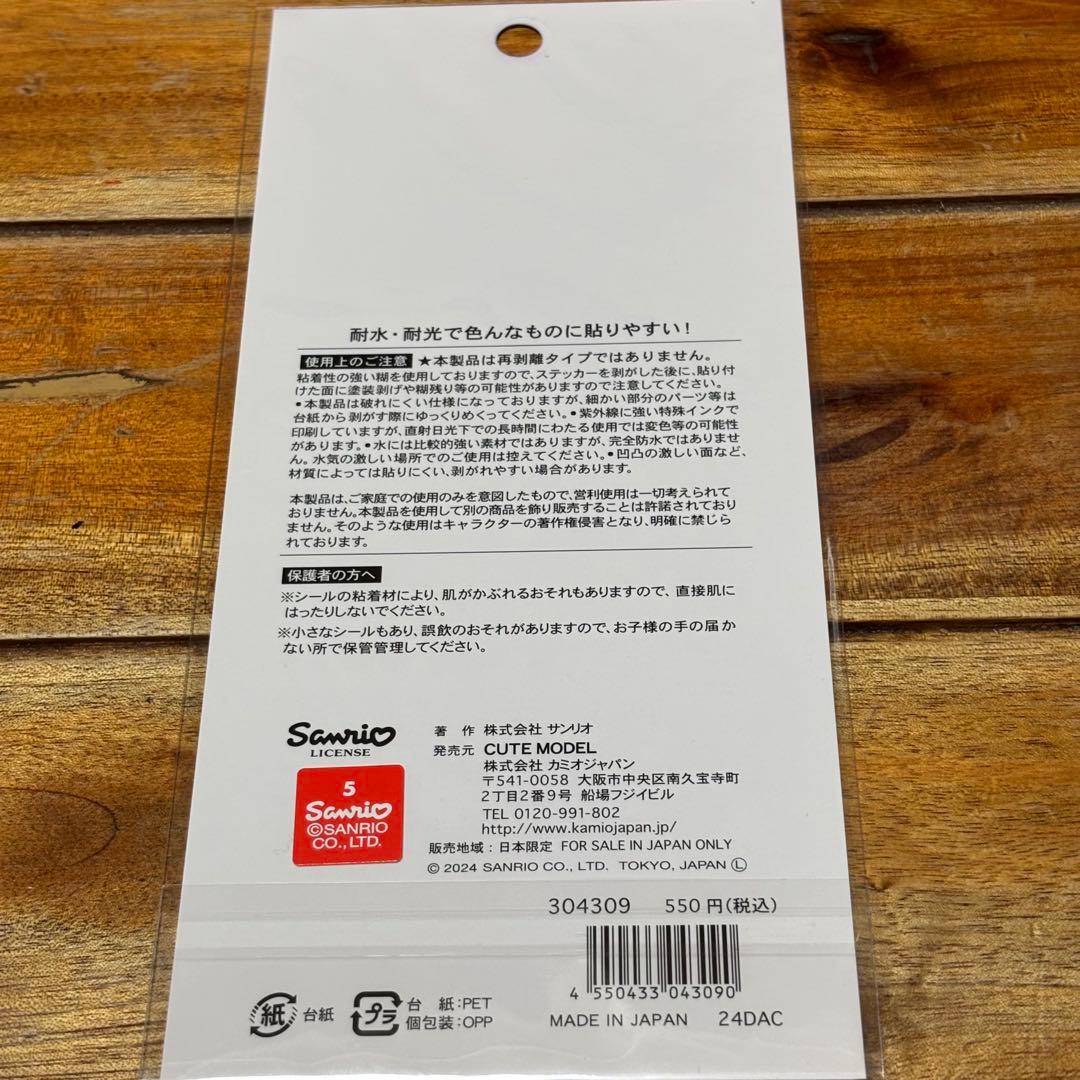 耐水・耐光で色んなものに貼りやすい！
使用上のご注意 ★本製品は再剥離タイプではありません。
粘着性の強い糊を使用しておりますので、ステッカーを剥がした後に、貼り付
けた面に塗装剥げや糊残り等の可能性がありますので注意してください。
•本製品は破れにくい仕様になっておりますが、細かい部分のパーツ等は
台紙から剥がす際にゆっくりめくってください。•紫外線に強い特殊インクで
印刷していますが、直射日光下での長時間にわたる使用では変色等の可能性
があります。•水には比較的強い素材ではありますが、完全防水ではありませ
ん。水気の激しい場所でのご使用は控えてください。•凹凸の激しい面など、
材質によっては貼りにくい、剥がれやすい場合があります。
本製品は、ご家庭での使用のみを意図したもので、営利使用は一切考えられて
おりません。本製品を使用して別の商品を飾り販売することは許諾されており
ません。そのような使用はキャラクターの著作権侵害となり、明確に禁じら
れております。
保護者の方へ
※シールの粘着材により、肌がかぶれるおそれもありますので、直接肌に
はったりしないでください。
※小さなシールもあり、誤飲のおそれがありますので、お子様の手の届か
ない所で保管管理してください。
Sanrio
LICENSE
5
Sanrio
©SANRIO
CO., LTD.
著 作 株式会社 サンリオ
発売元 CUTE MODEL
株式会社 カミオジャパン
〒541-0058 大阪市中央区南久宝寺町
2丁目2番9号 船場フジイビル
TEL 0120-991-802
http://www.kamiojapan.jp/
販売地域：日本限定 FOR SALE IN JAPAN ONLY
© 2024 SANRIO CO., LTD. TOKYO, JAPAN Ⓛ
304309 550円(税込)
4 550433 043090
紙 台紙
プラ 台 紙:PET
個包装:OPP
MADE IN JAPAN 24DAC